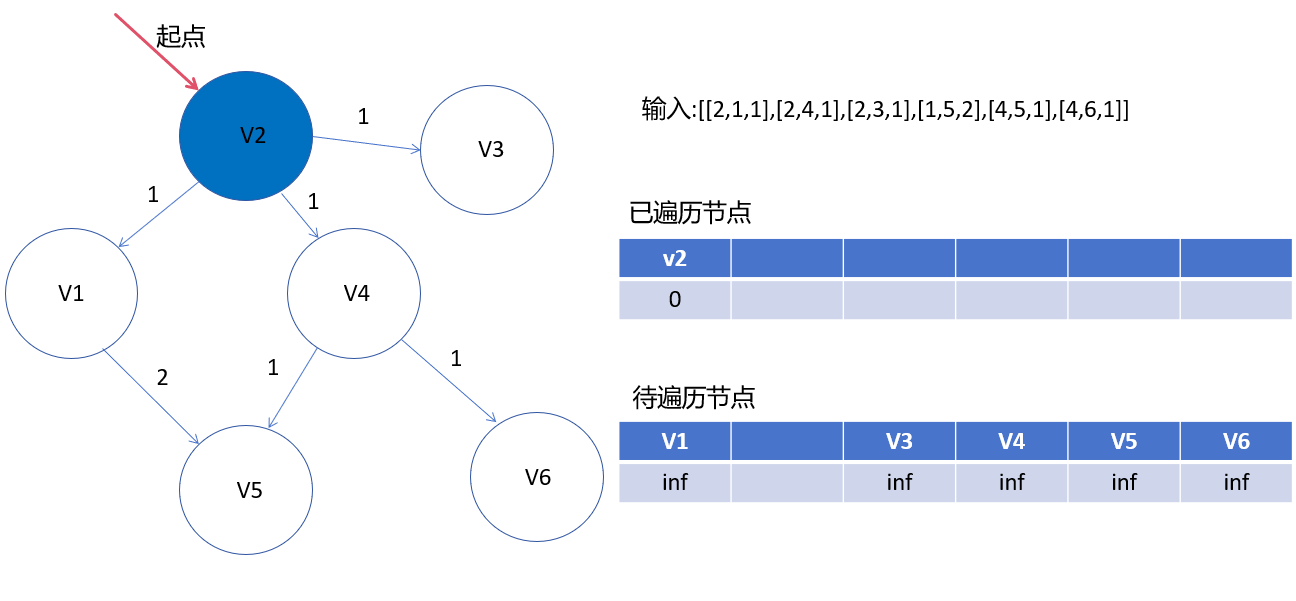 起点
V2
1
V3
1
1
V1
V4
2
1
1
V5
V6
输入:[[2,1,1],[2,4,1],[2,3,1],[1,5,2],[4,5,1],[4,6,1]]
已遍历节点
v2
0
待遍历节点
V1 V3 V4 V5 V6
inf inf inf inf inf